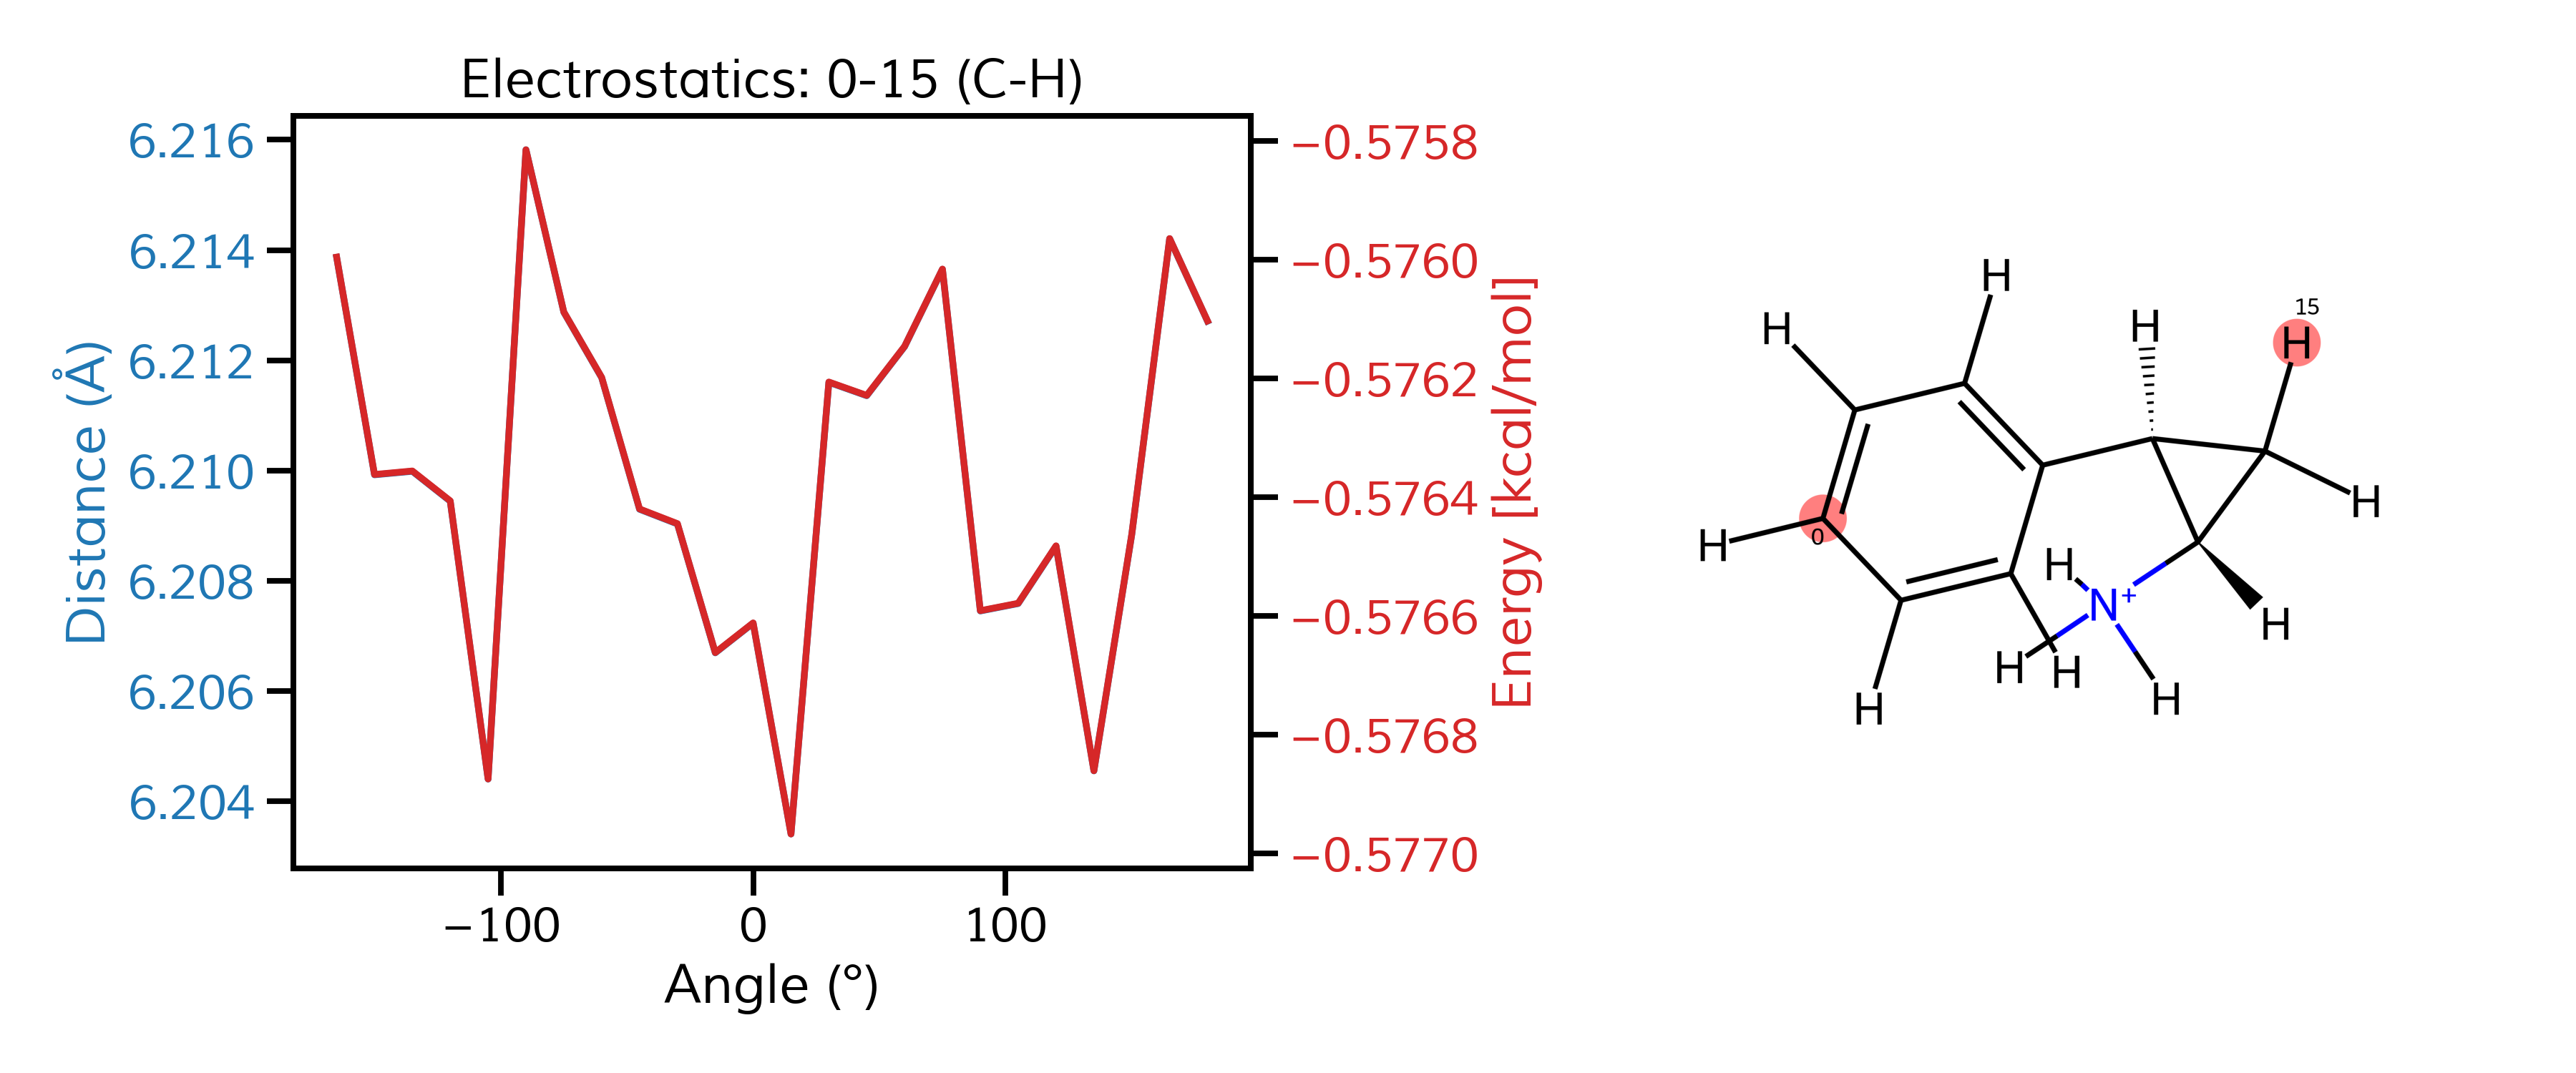 Electrostatics: 0-15 (C-H)
Distance (Å)
6.216
6.214
6.212
6.210
6.208
6.206
6.204
−100
0
100
Angle (°)
−0.5758
−0.5760
−0.5762
−0.5764
−0.5766
−0.5768
−0.5770
Energy [kcal/mol]
H
H
H
15
H
H
H
0
H
H
N+
H
H
H
H
H